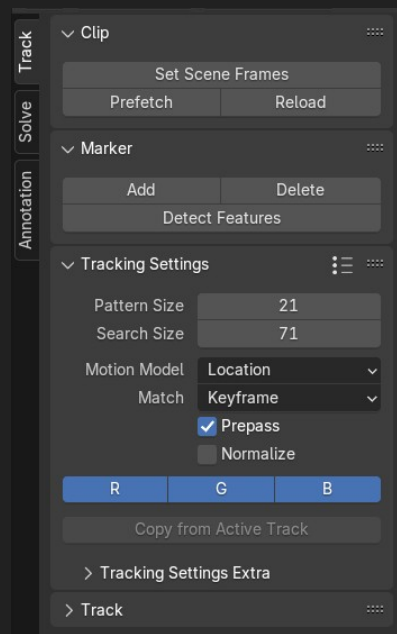 Track
Solve
Annotation
Clip
Set Scene Frames
Prefetch Reload
Marker
Add Delete
Detect Features
Tracking Settings
Pattern Size 21
Search Size 71
Motion Model Location
Match Keyframe
Prepass
Normalize
R G B
Copy from Active Track
Tracking Settings Extra
Track